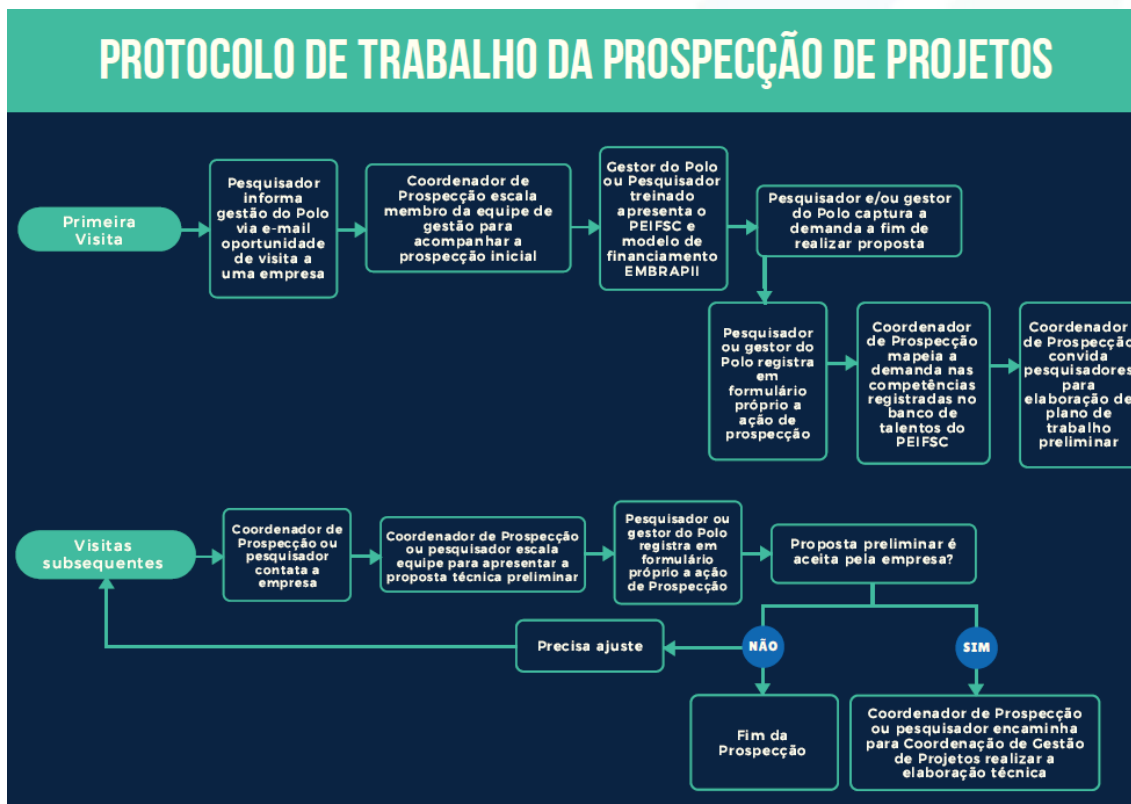 PROTOCOLO DE TRABALHO DA PROSPECÇÃO DE PROJETOS
Primeira
Visita
Pesquisador
informa
gestão do Polo
via e-mail
oportunidade
de visita a
uma empresa
Coordenador de
Prospecção escala
membro da equipe de
gestão para
acompanhar a
prospecção inicial
Gestor do Polo
ou Pesquisador
treinado
apresenta o
PEIFSC e
modelo de
financiamento
EMBRAPII
Pesquisador e/ou gestor
do Polo captura a
demanda a fim de
realizar proposta
Pesquisador
ou gestor do
Polo registra
em
formulário
próprio a
ação de
prospecção
Coordenador
de Prospecção
mapeia a
demanda nas
competências
registradas no
banco de
talentos do
PEIFSC
Coordenador
de Prospecção
convida
pesquisadores
para
elaboração de
plano de
trabalho
preliminar
Visitas
subsequentes
Coordenador de
Prospecção ou
pesquisador
contata a
empresa
Coordenador de Prospecção
ou pesquisador escala
equipe para apresentar a
proposta técnica preliminar
Pesquisador ou
gestor do Polo
registra em
formulário
próprio a ação
de Prospecção
Proposta preliminar é
aceita pela empresa?
Precisa ajuste
NÃO
SIM
Fim da
Prospecção
Coordenador de Prospecção
ou pesquisador encaminha
para Coordenação de Gestão
de Projetos realizar a
elaboração técnica